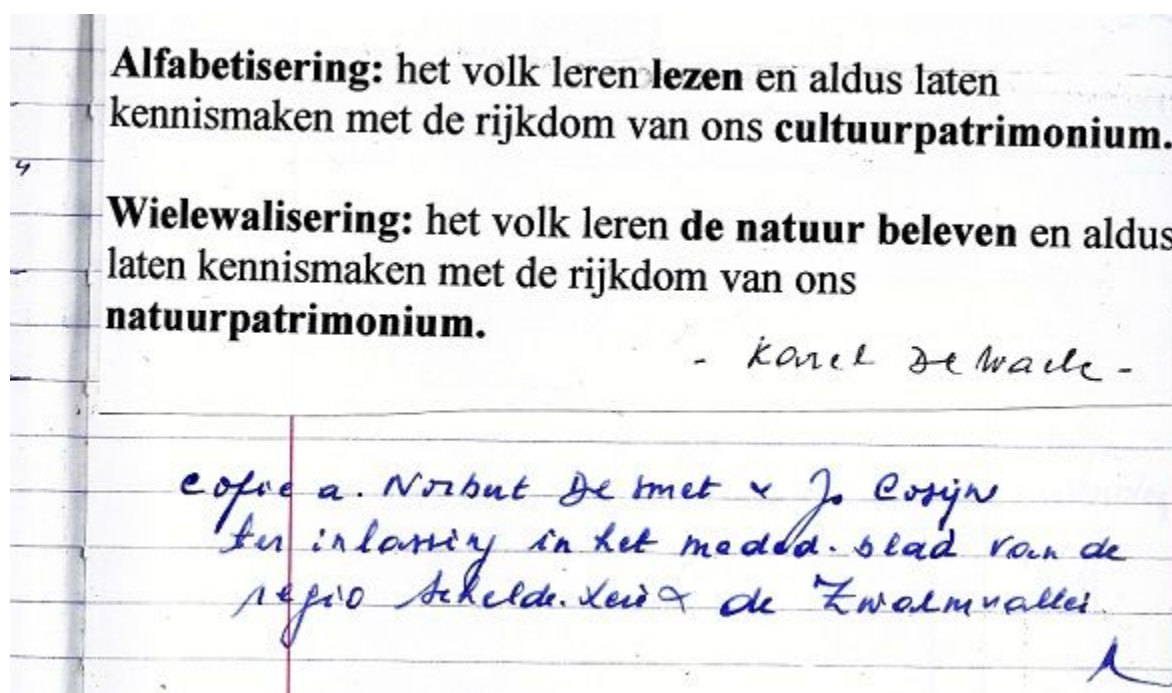 Alfabetisering: het volk leren lezen en aldus laten
kennismaken met de rijkdom van ons cultuurpatrimonium.
Wielewalisering: het volk leren de natuur beleven en aldus
laten kennismaken met de rijkdom van ons
natuurpatrimonium.
- Karel De Waele -
copie a. Norbert De Smet & Jo Cosijn
ter inlassing in het meded. blad van de
regio Schelde-Leie & de Zwalmvallei.